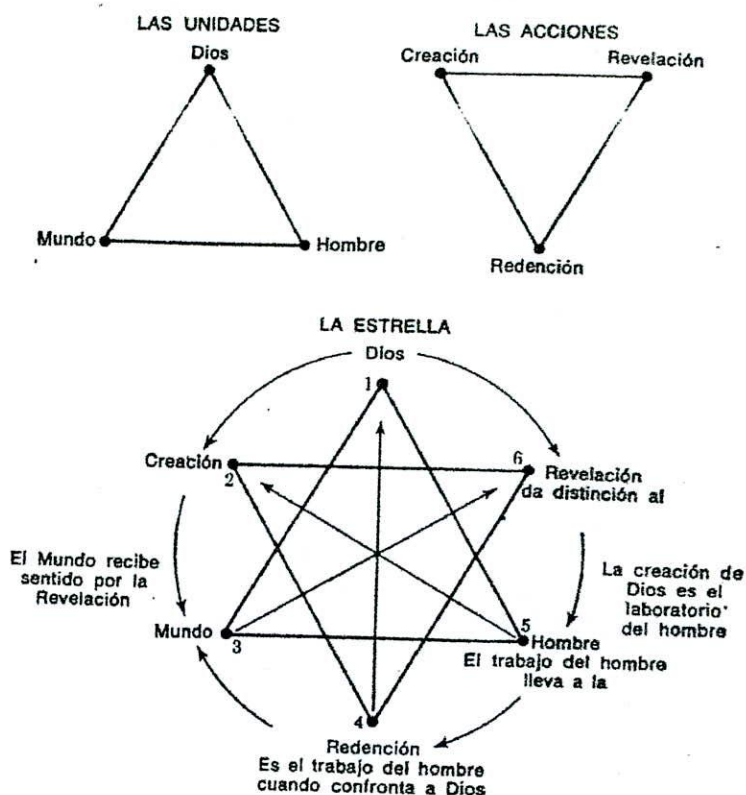 LAS UNIDADES
Dios
Mundo
Hombre
LAS ACCIONES
Creación
Revelación
Redención
LA ESTRELLA
Dios
1
Creación
2
6
Revelación
da distinción al
El Mundo recibe
sentido por la
Revelación
La creación de
Dios es el
laboratorio
del hombre
Mundo
3
5
Hombre
El trabajo del hombre
lleva a la
4
Redención
Es el trabajo del hombre
cuando confronta a Dios